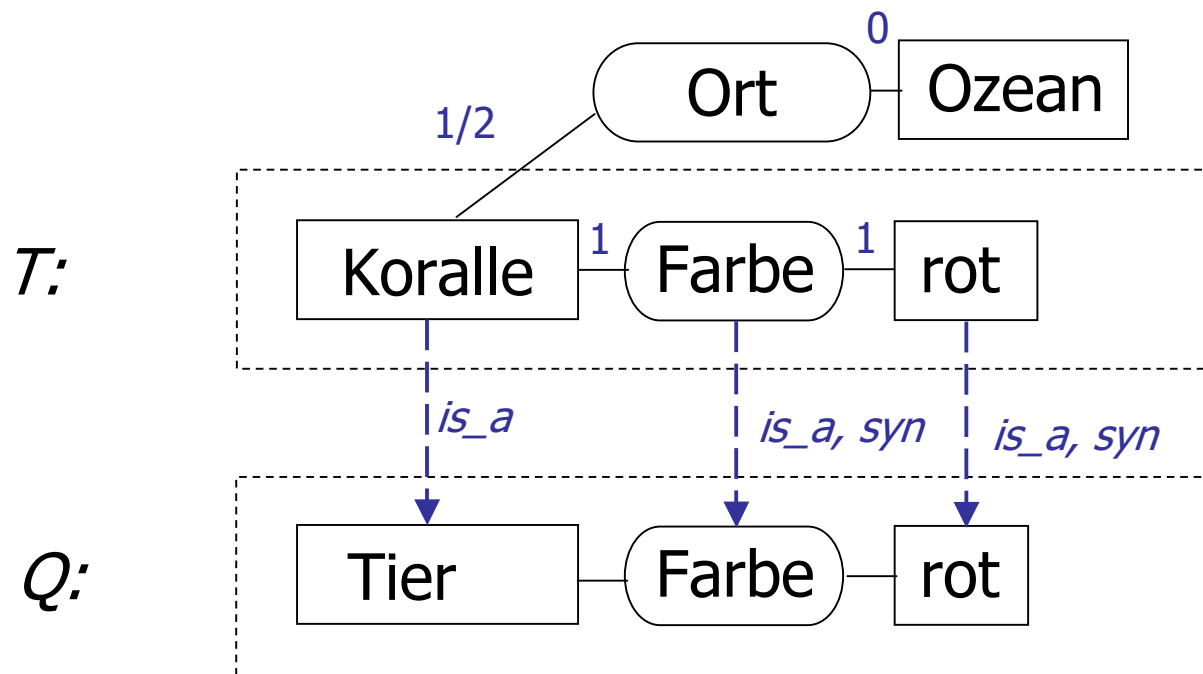 0
Ort Ozean
1/2
T: Koralle 1 Farbe 1 rot
is_a is_a, syn is_a, syn
Q: Tier Farbe rot